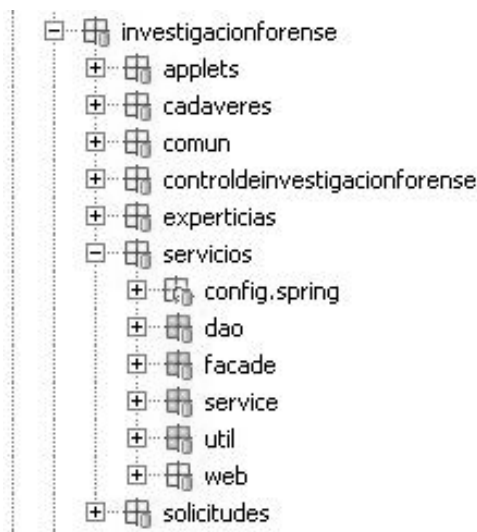 investigacionforense
applets
cadaveres
comun
controldeinvestigacionforense
experticias
servicios
config.spring
dao
facade
service
util
web
solicitudes